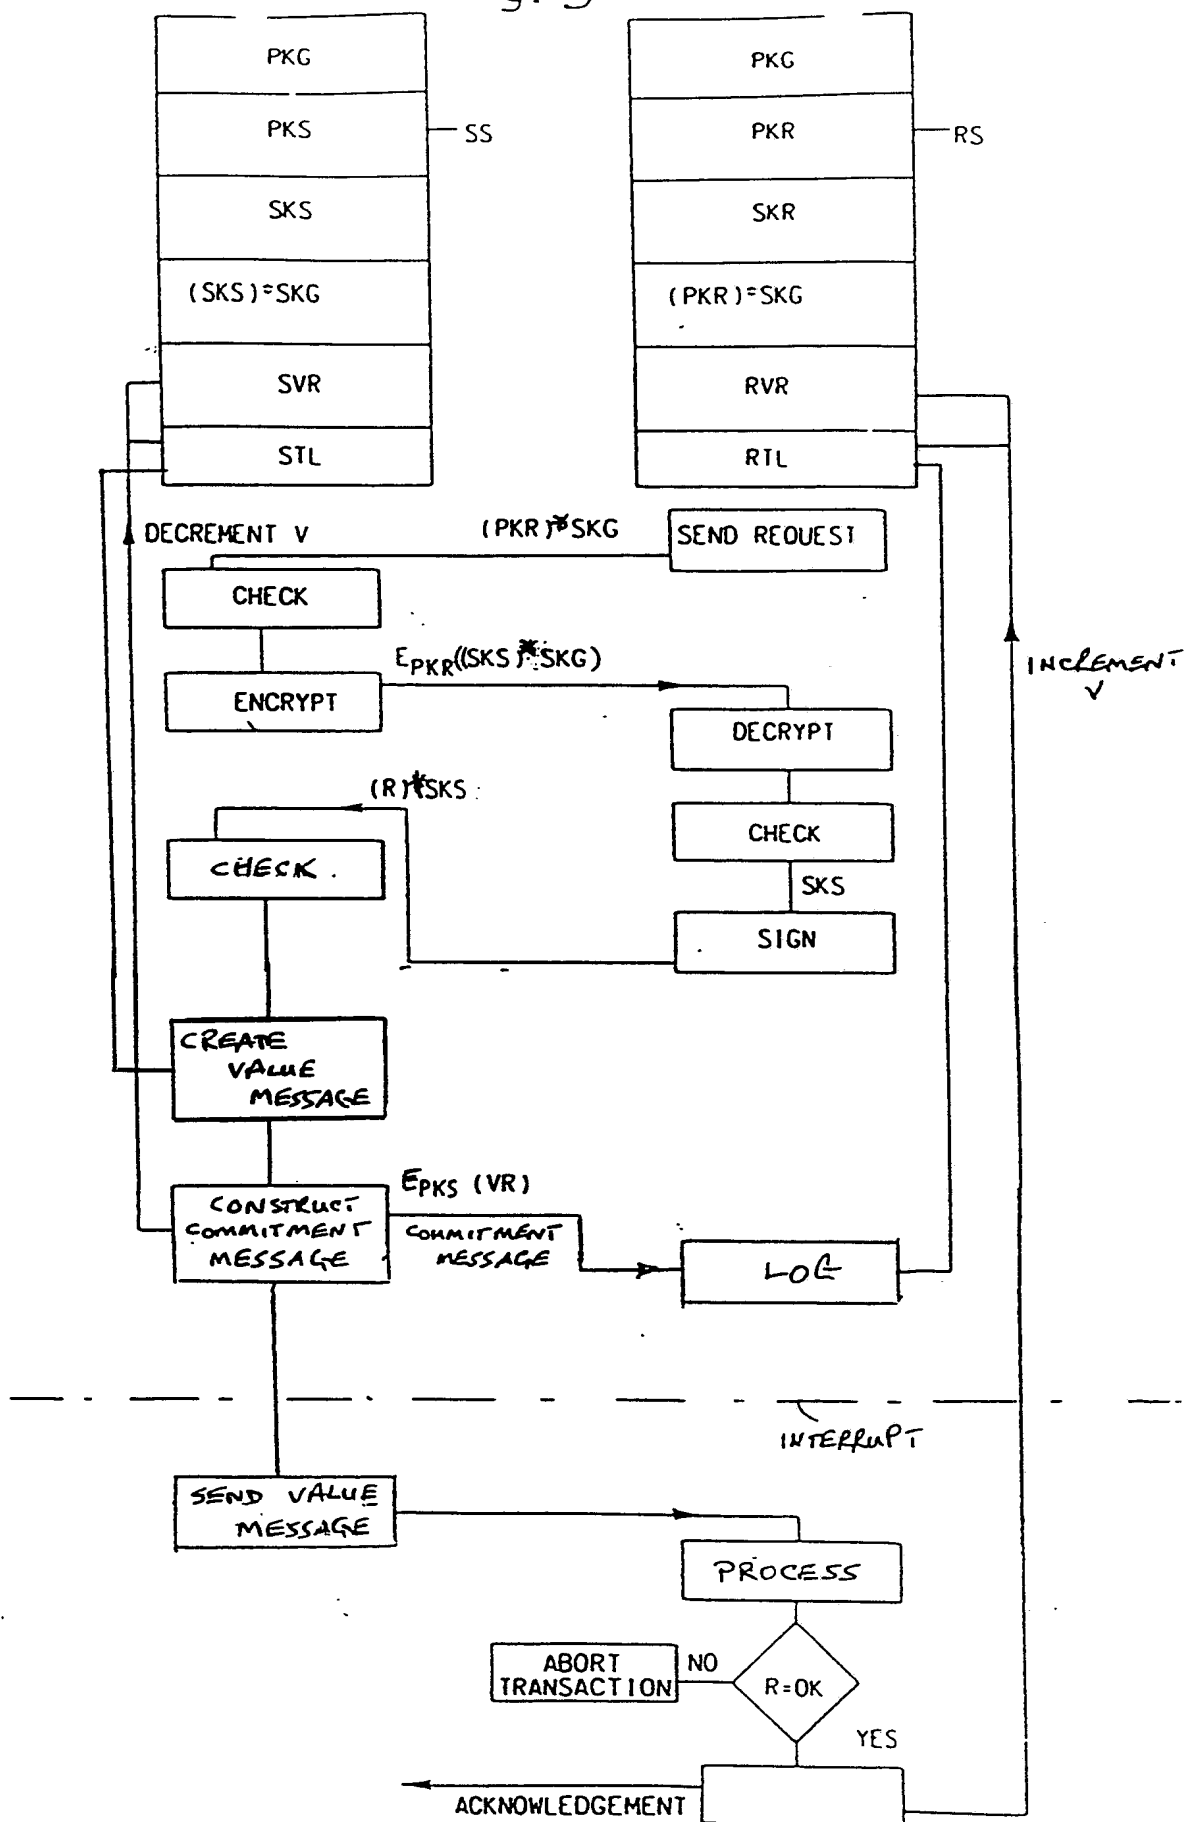 PKG
PKS
SS
SKS
(SKS)=SKG
SVR
STL
PKG
PKR
RS
SKR
(PKR)=SKG
RVR
RTL
DECREMENT V
(PKR)*SKG
SEND REQUEST
CHECK
E_PKR((SKS)*SKG)
ENCRYPT
INCREMENT
V
DECRYPT
(R)*SKS
CHECK
CHECK.
SKS
SIGN
CREATE
VALUE
MESSAGE
E_PKS (VR)
CONSTRUCT
COMMITMENT
MESSAGE
COMMITMENT
MESSAGE
LOG
INTERRUPT
SEND VALUE
MESSAGE
PROCESS
ABORT
TRANSACTION
NO
R=OK
YES
ACKNOWLEDGEMENT